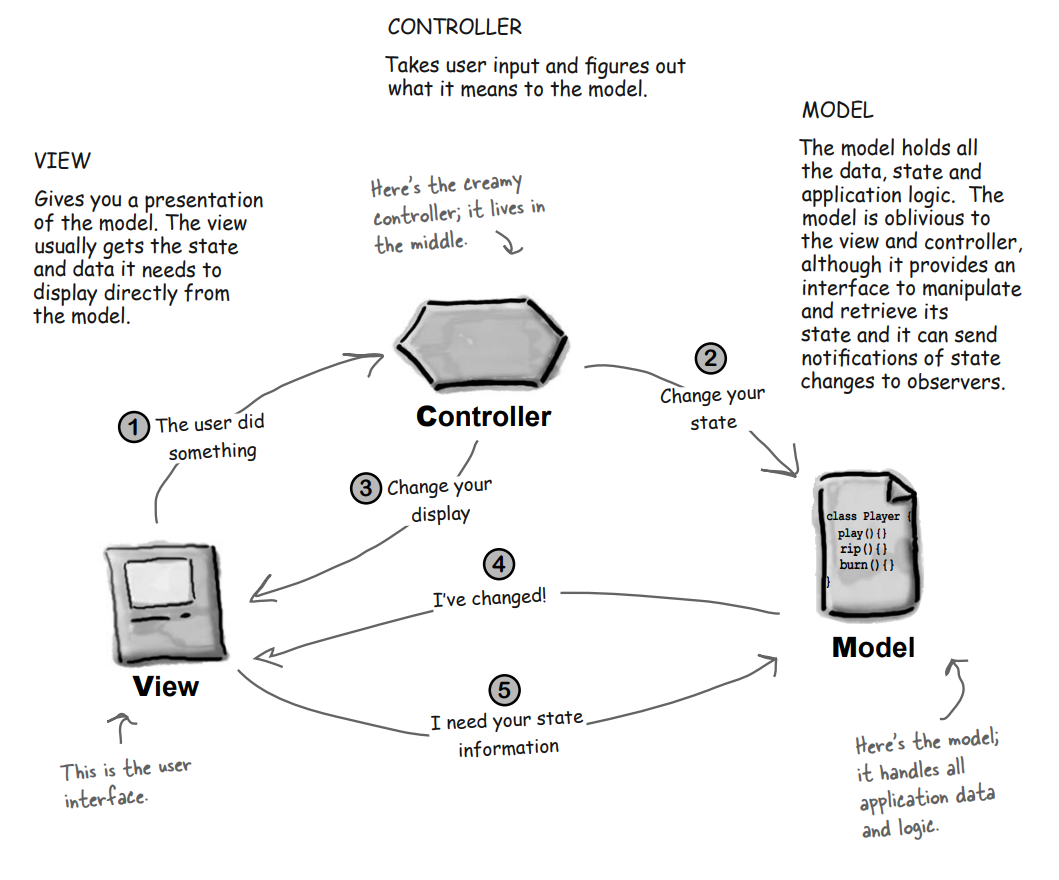 CONTROLLER
Takes user input and figures out
what it means to the model.
MODEL
The model holds all
the data, state and
application logic. The
model is oblivious to
the view and controller,
although it provides an
interface to manipulate
and retrieve its
state and it can send
notifications of state
changes to observers.
VIEW
Gives you a presentation
of the model. The view
usually gets the state
and data it needs to
display directly from
the model.
Here's the creamy
controller; it lives in
the middle.
Controller
1 The user did
something
2
Change your
state
3 Change your
display
4
I've changed!
5
I need your state
information
class Player {
play(){}
rip(){}
burn(){}
}
Model
View
This is the user
interface.
Here's the model;
it handles all
application data
and logic.